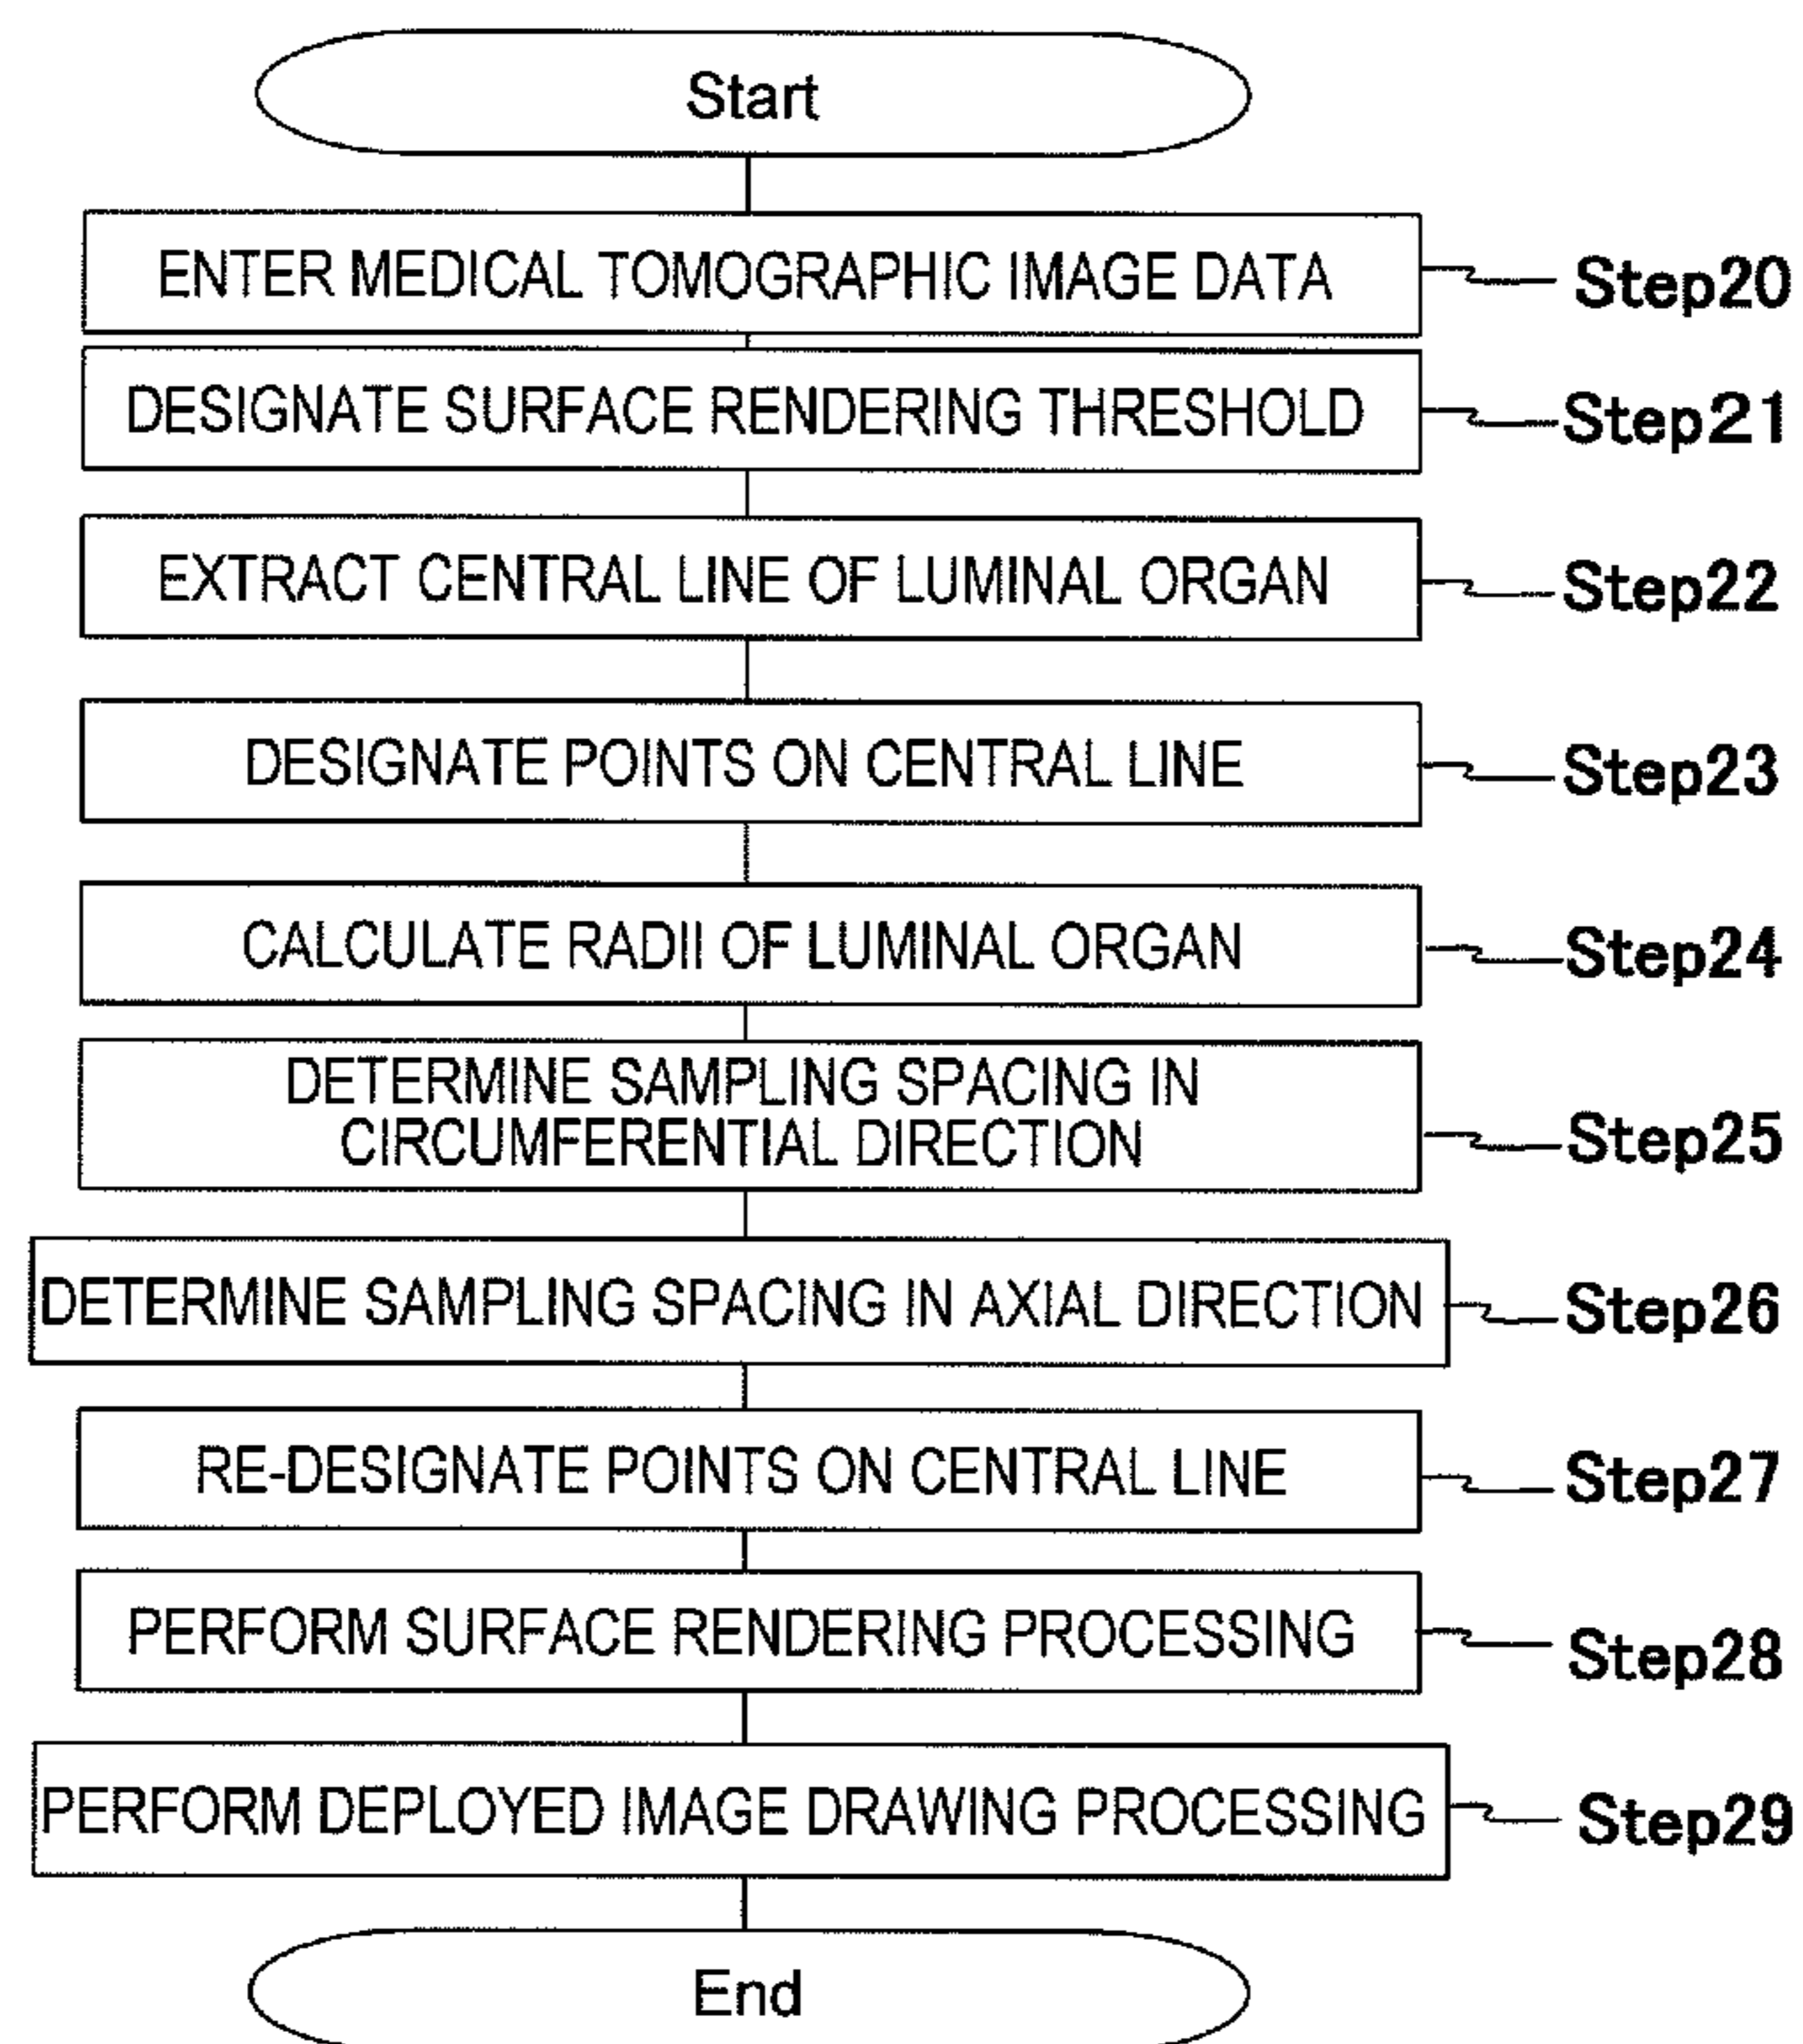 Start
ENTER MEDICAL TOMOGRAPHIC IMAGE DATA
Step20
DESIGNATE SURFACE RENDERING THRESHOLD
Step21
EXTRACT CENTRAL LINE OF LUMINAL ORGAN
Step22
DESIGNATE POINTS ON CENTRAL LINE
Step23
CALCULATE RADII OF LUMINAL ORGAN
Step24
DETERMINE SAMPLING SPACING IN
CIRCUMFERENTIAL DIRECTION
Step25
DETERMINE SAMPLING SPACING IN AXIAL DIRECTION
Step26
RE-DESIGNATE POINTS ON CENTRAL LINE
Step27
PERFORM SURFACE RENDERING PROCESSING
Step28
PERFORM DEPLOYED IMAGE DRAWING PROCESSING
Step29
End